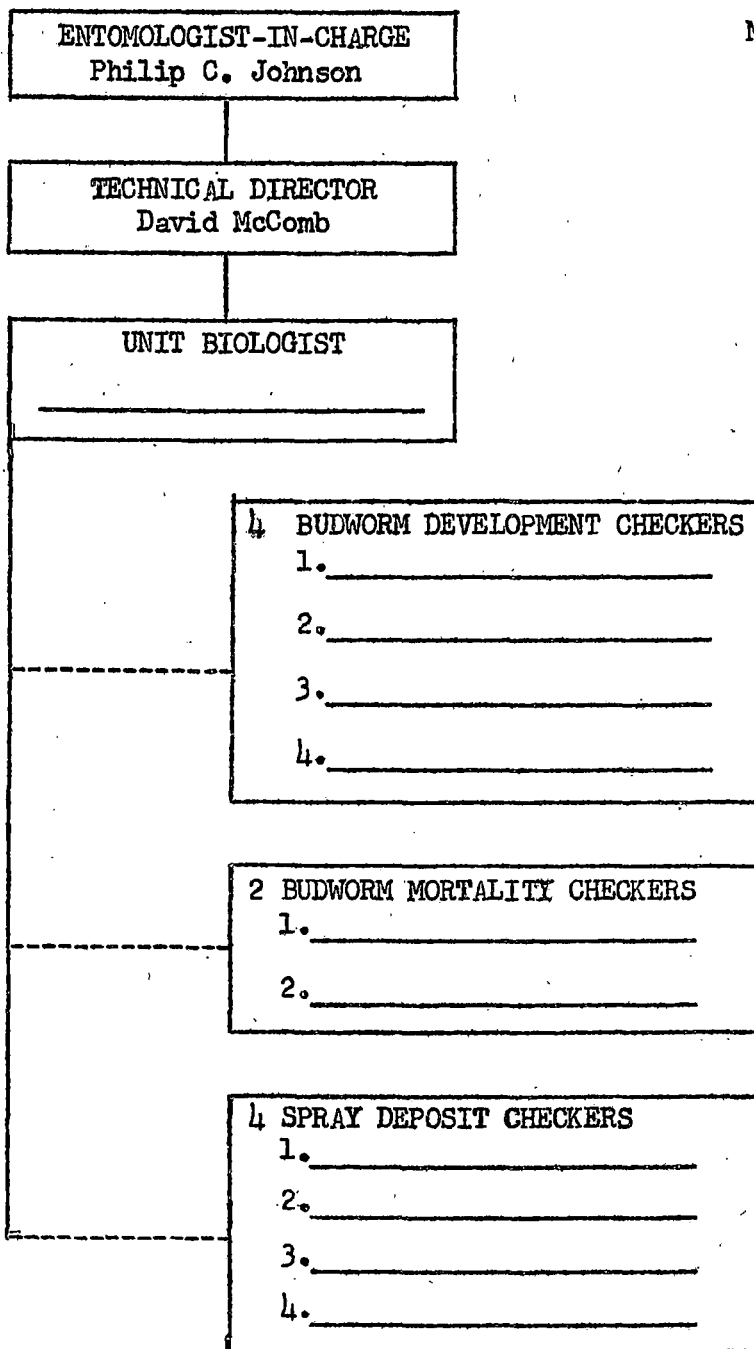 ENTOMOLOGIST-IN-CHARGE
Philip C. Johnson
TECHNICAL DIRECTOR
David McComb
UNIT BIOLOGIST
4 BUDWORM DEVELOPMENT CHECKERS
1.
2.
3.
4.
2 BUDWORM MORTALITY CHECKERS
1.
2.
4 SPRAY DEPOSIT CHECKERS
1.
2.
3.
4.